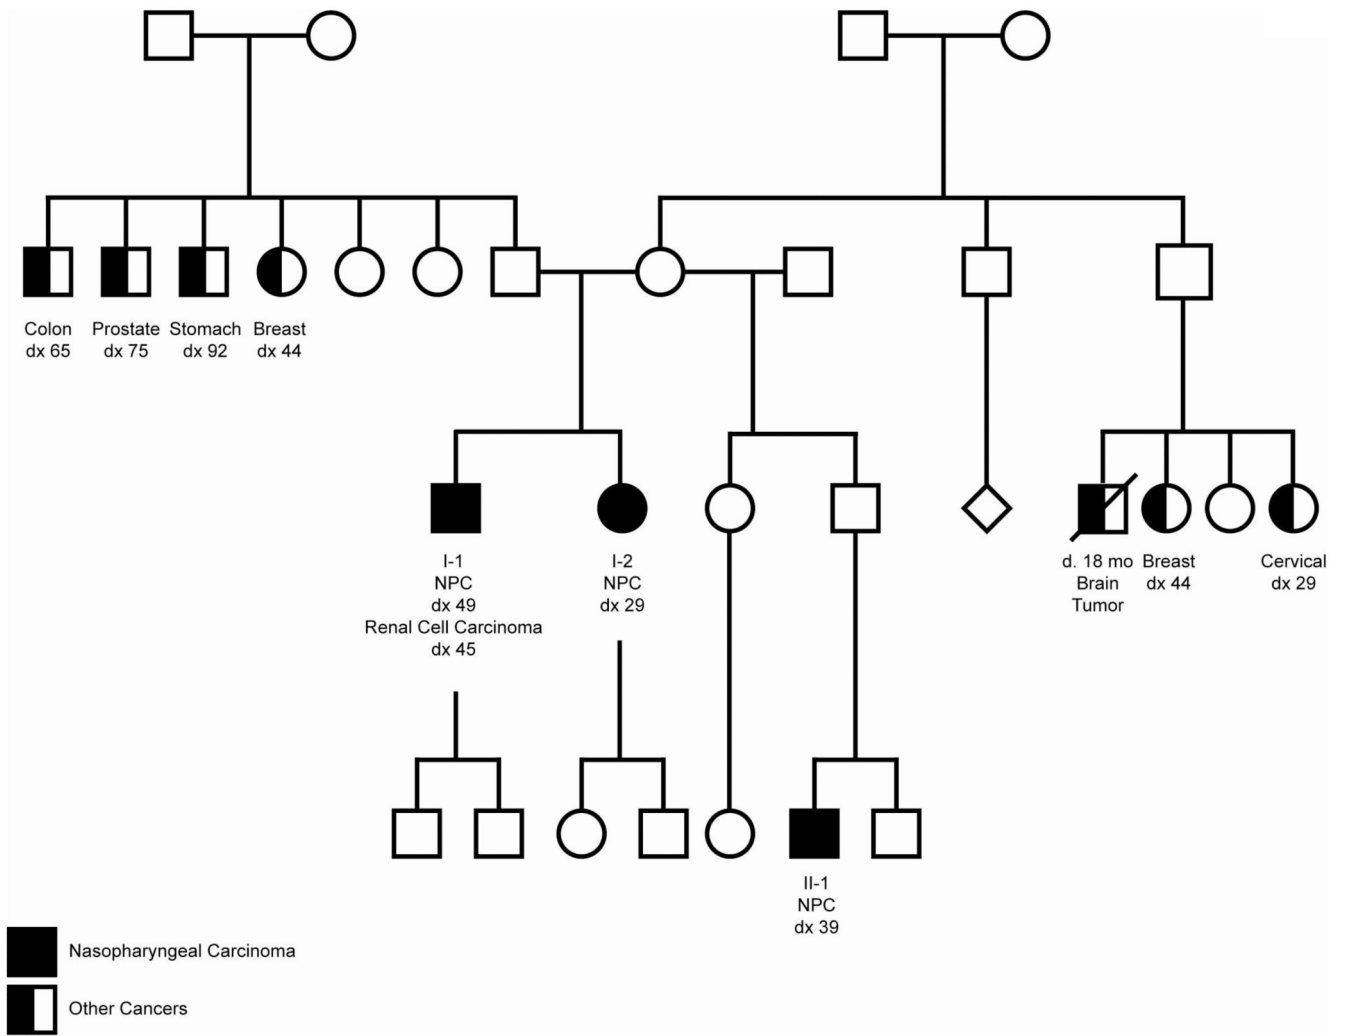 Colon
dx 65
Prostate
dx 75
Stomach
dx 92
Breast
dx 44
I-1
NPC
dx 49
Renal Cell Carcinoma
dx 45
I-2
NPC
dx 29
d. 18 mo
Brain
Tumor
Breast
dx 44
Cervical
dx 29
II-1
NPC
dx 39
Nasopharyngeal Carcinoma
Other Cancers